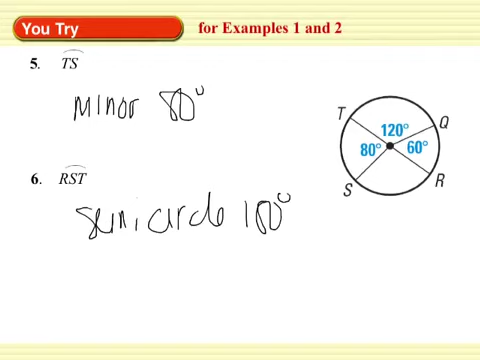 You Try
for Examples 1 and 2
5. TS
minor 80°
6. RST
semicircle 180°
T
Q
120°
80°
60°
S
R